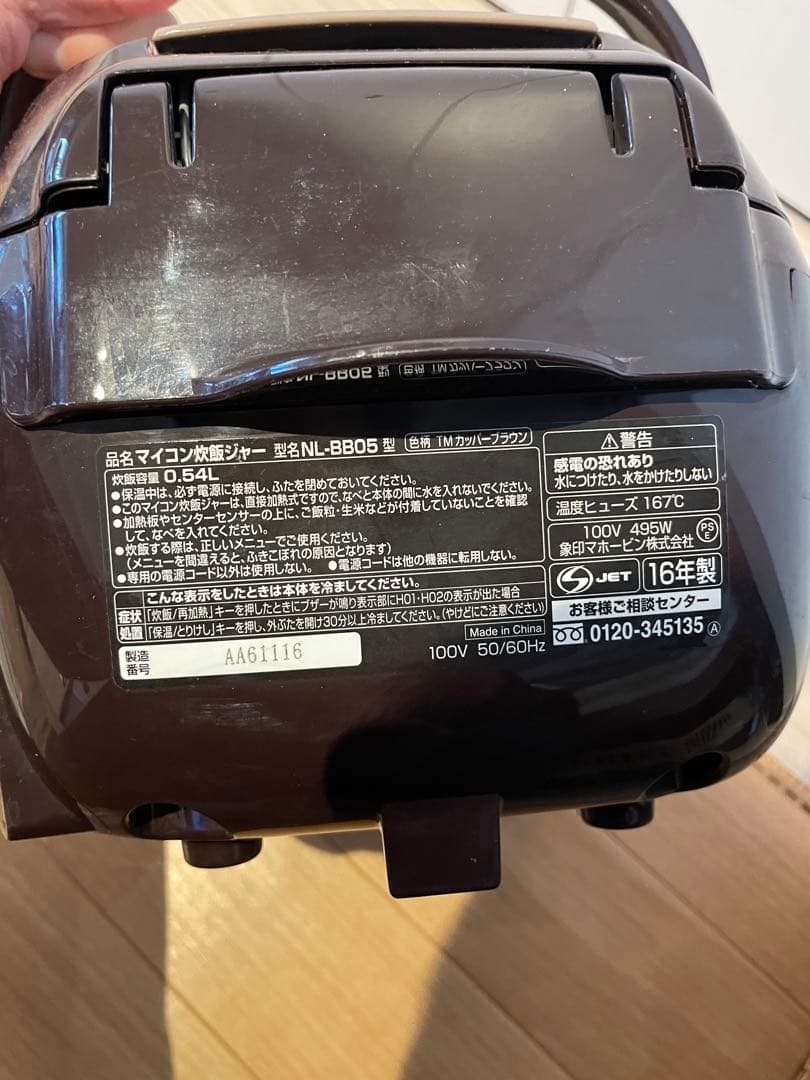 品名 マイコン炊飯ジャー 型名 NL-BB05 型 色柄 TMカッパーブラウン
炊飯容量 0.54L
●保温中は、必ず電源に接続し、ふたを閉めておいてください。
●このマイコン炊飯ジャーは、直接加熱式ですので、なべと本体の間に水を入れないでください。
●加熱板やセンターセンサーの上に、ご飯粒・生米などが付着していないことを確認
して、なべを入れてください。
●炊飯する際は、正しいメニューでご使用ください。
(メニューを間違えると、ふきこぼれの原因となります)
●専用の電源コード以外は使用しない。 ●電源コードは他の機器に転用しない。
こんな表示をしたときは本体を冷ましてください。
症状 「炊飯/再加熱」キーを押したときにブザーが鳴り表示部にH01・H02の表示が出た場合
処置 「保温/とりけし」キーを押し、外ぶたを開け30分以上冷ましてください。(やけどにご注意ください)
製造
番号 AA61116
Made in China
100V 50/60Hz
⚠警告
感電の恐れあり
水につけたり、水をかけたりしない
温度ヒューズ 167℃
100V 495W
象印マホービン株式会社
PS
E
S JET 16年製
お客様ご相談センター
0120-345135 Ⓐ